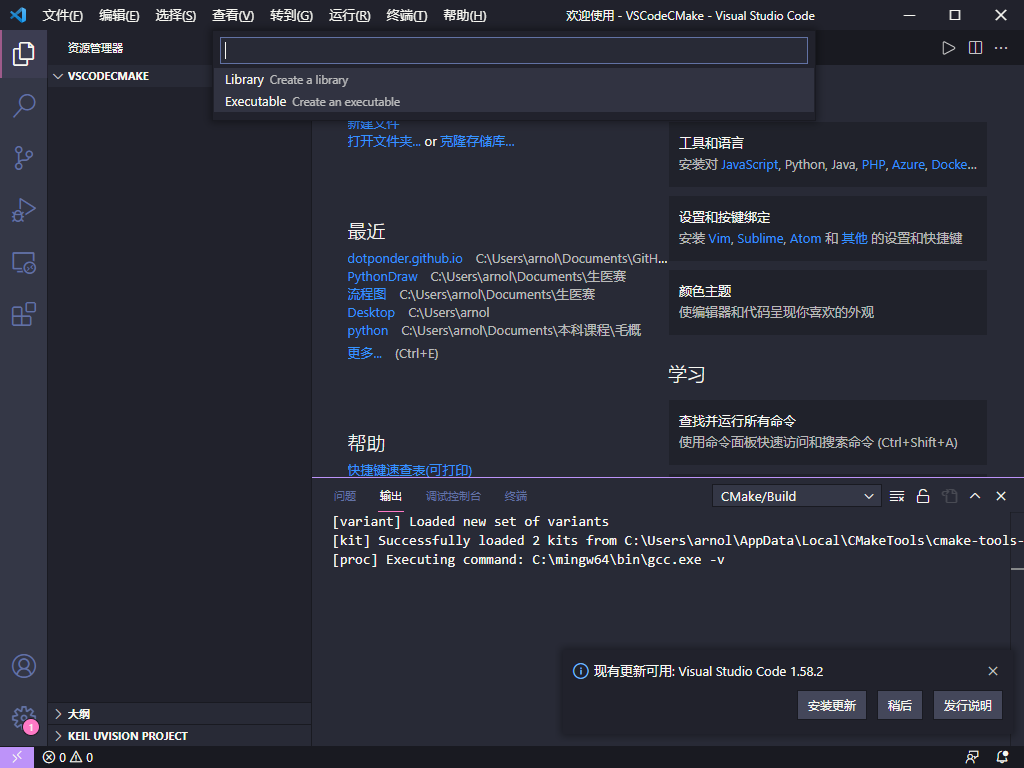 文件(F) 编辑(E) 选择(S) 查看(V) 转到(G) 运行(R) 终端(T) 帮助(H) 欢迎使用 - VSCodeCMake - Visual Studio Code
资源管理器
VSCODECMAKE
Library Create a library
Executable Create an executable
新建文件
打开文件夹... or 克隆存储库...
最近
dotponder.github.io C:\Users\arnol\Documents\GitH...
PythonDraw C:\Users\arnol\Documents\生医赛
流程图 C:\Users\arnol\Documents\生医赛
Desktop C:\Users\arnol
python C:\Users\arnol\Documents\本科课程\毛概
更多... (Ctrl+E)
帮助
快捷键速查表(可打印)
工具和语言
安装对 JavaScript, Python, Java, PHP, Azure, Docke...
设置和按键绑定
安装 Vim, Sublime, Atom 和 其他 的设置和快捷键
颜色主题
使编辑器和代码呈现你喜欢的外观
学习
查找并运行所有命令
使用命令面板快速访问和搜索命令 (Ctrl+Shift+A)
问题 输出 调试控制台 终端 CMake/Build
[variant] Loaded new set of variants
[kit] Successfully loaded 2 kits from C:\Users\arnol\AppData\Local\CMakeTools\cmake-tools-
[proc] Executing command: C:\mingw64\bin\gcc.exe -v
现有更新可用: Visual Studio Code 1.58.2
安装更新 稍后 发行说明
大纲
KEIL UVISION PROJECT
1
0 0